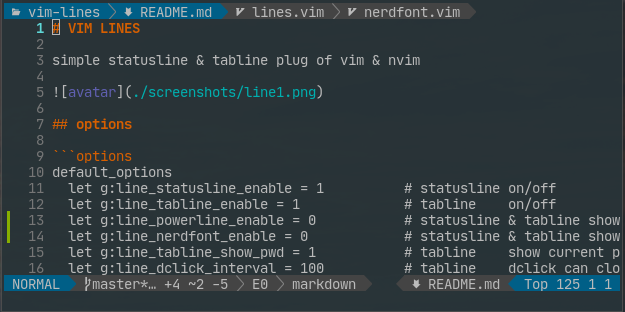 vim-lines README.md lines.vim nerdfont.vim
1 # VIM LINES
2
3 simple statusline & tabline plug of vim & nvim
4
5 ![avatar](./screenshots/line1.png)
6
7 ## options
8
9 ```options
10 default_options
11 let g:line_statusline_enable = 1 # statusline on/off
12 let g:line_tabline_enable = 1 # tabline on/off
13 let g:line_powerline_enable = 0 # statusline & tabline show
14 let g:line_nerdfont_enable = 0 # statusline & tabline show
15 let g:line_tabline_show_pwd = 1 # tabline show current p
16 let g:line_dclick_interval = 100 # tabline dclick can clo
NORMAL master*… +4 ~2 -5 E0 markdown README.md Top 125 1 1